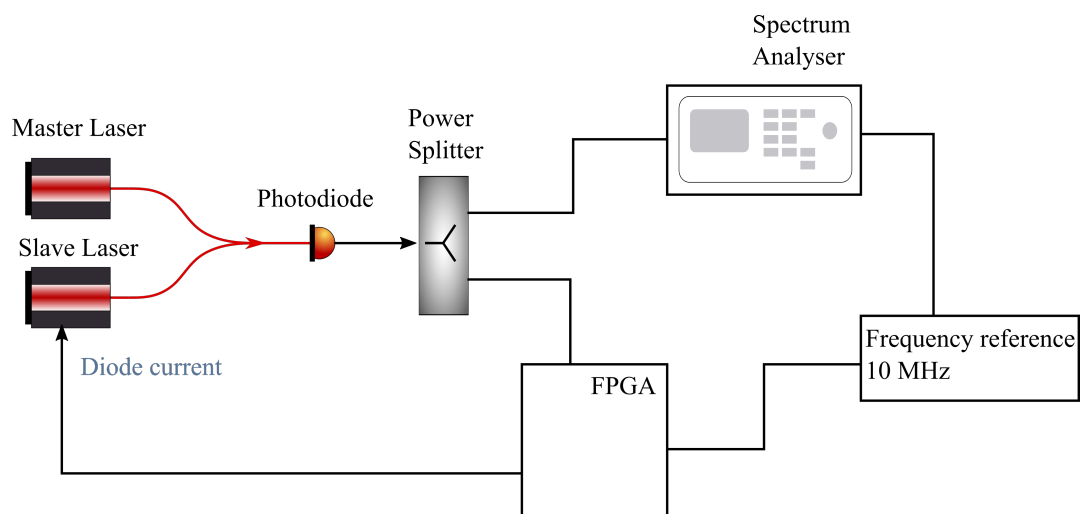 Spectrum
Analyser
Master Laser
Power
Splitter
Photodiode
Slave Laser
Diode current
FPGA
Frequency reference
10 MHz